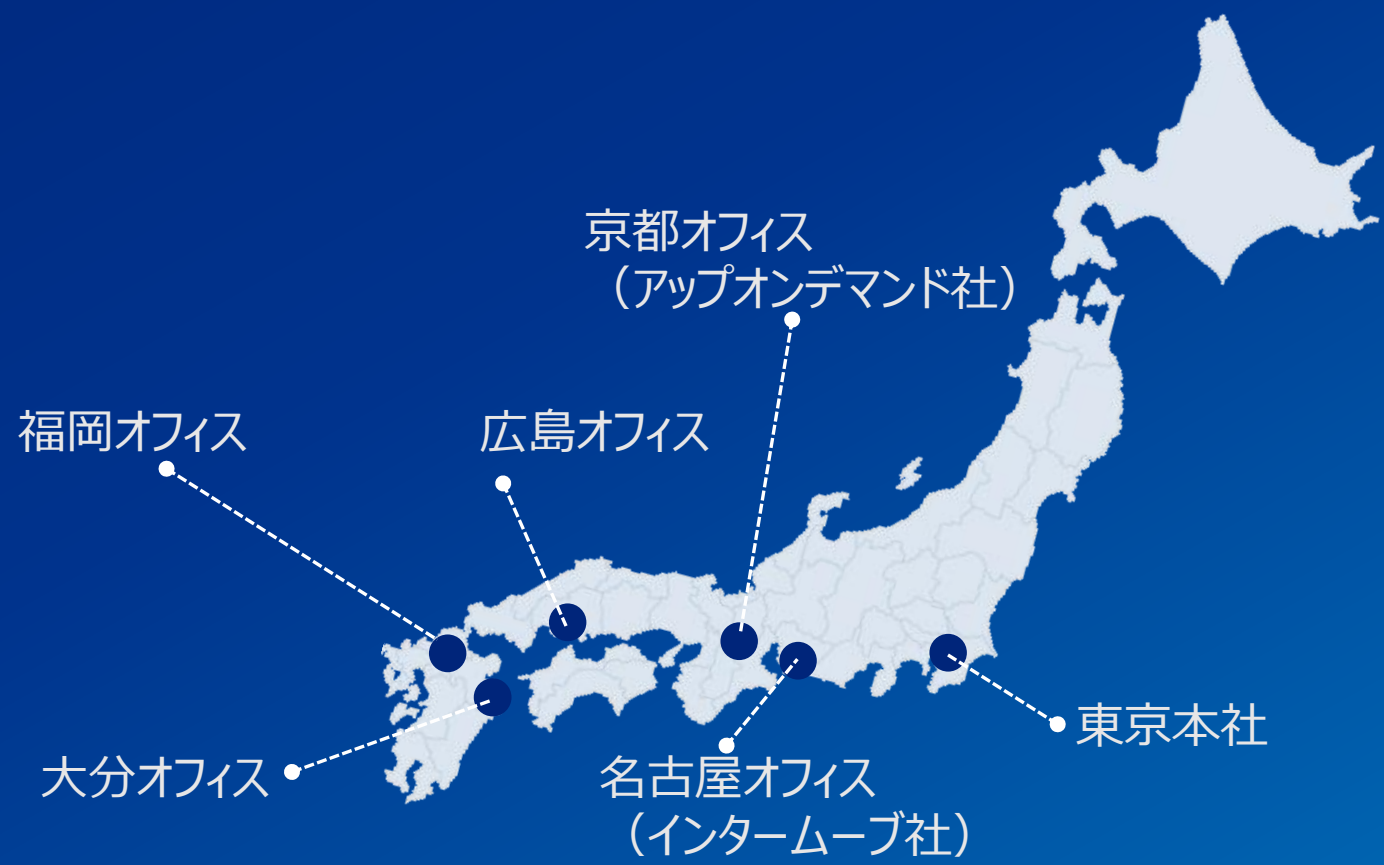 京都オフィス
（アップオンデマンド社）
福岡オフィス
広島オフィス
東京本社
大分オフィス
名古屋オフィス
（インタームーブ社）